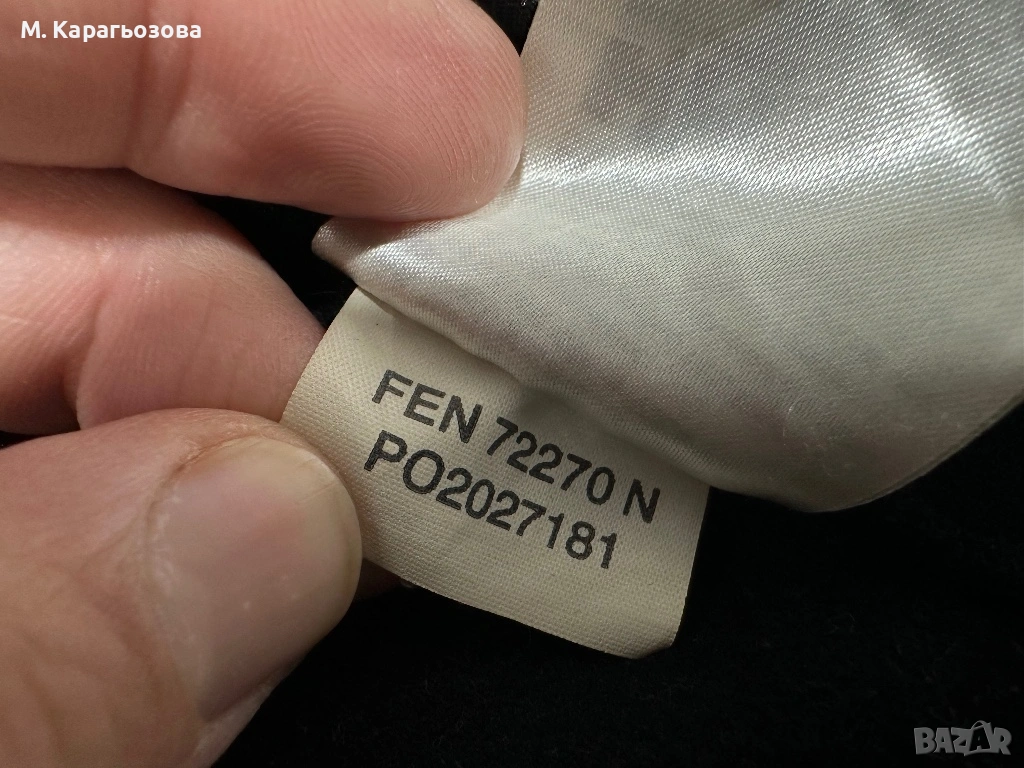 М. Карагьозова
FEN 72270 N
PO2027181
BAZAR